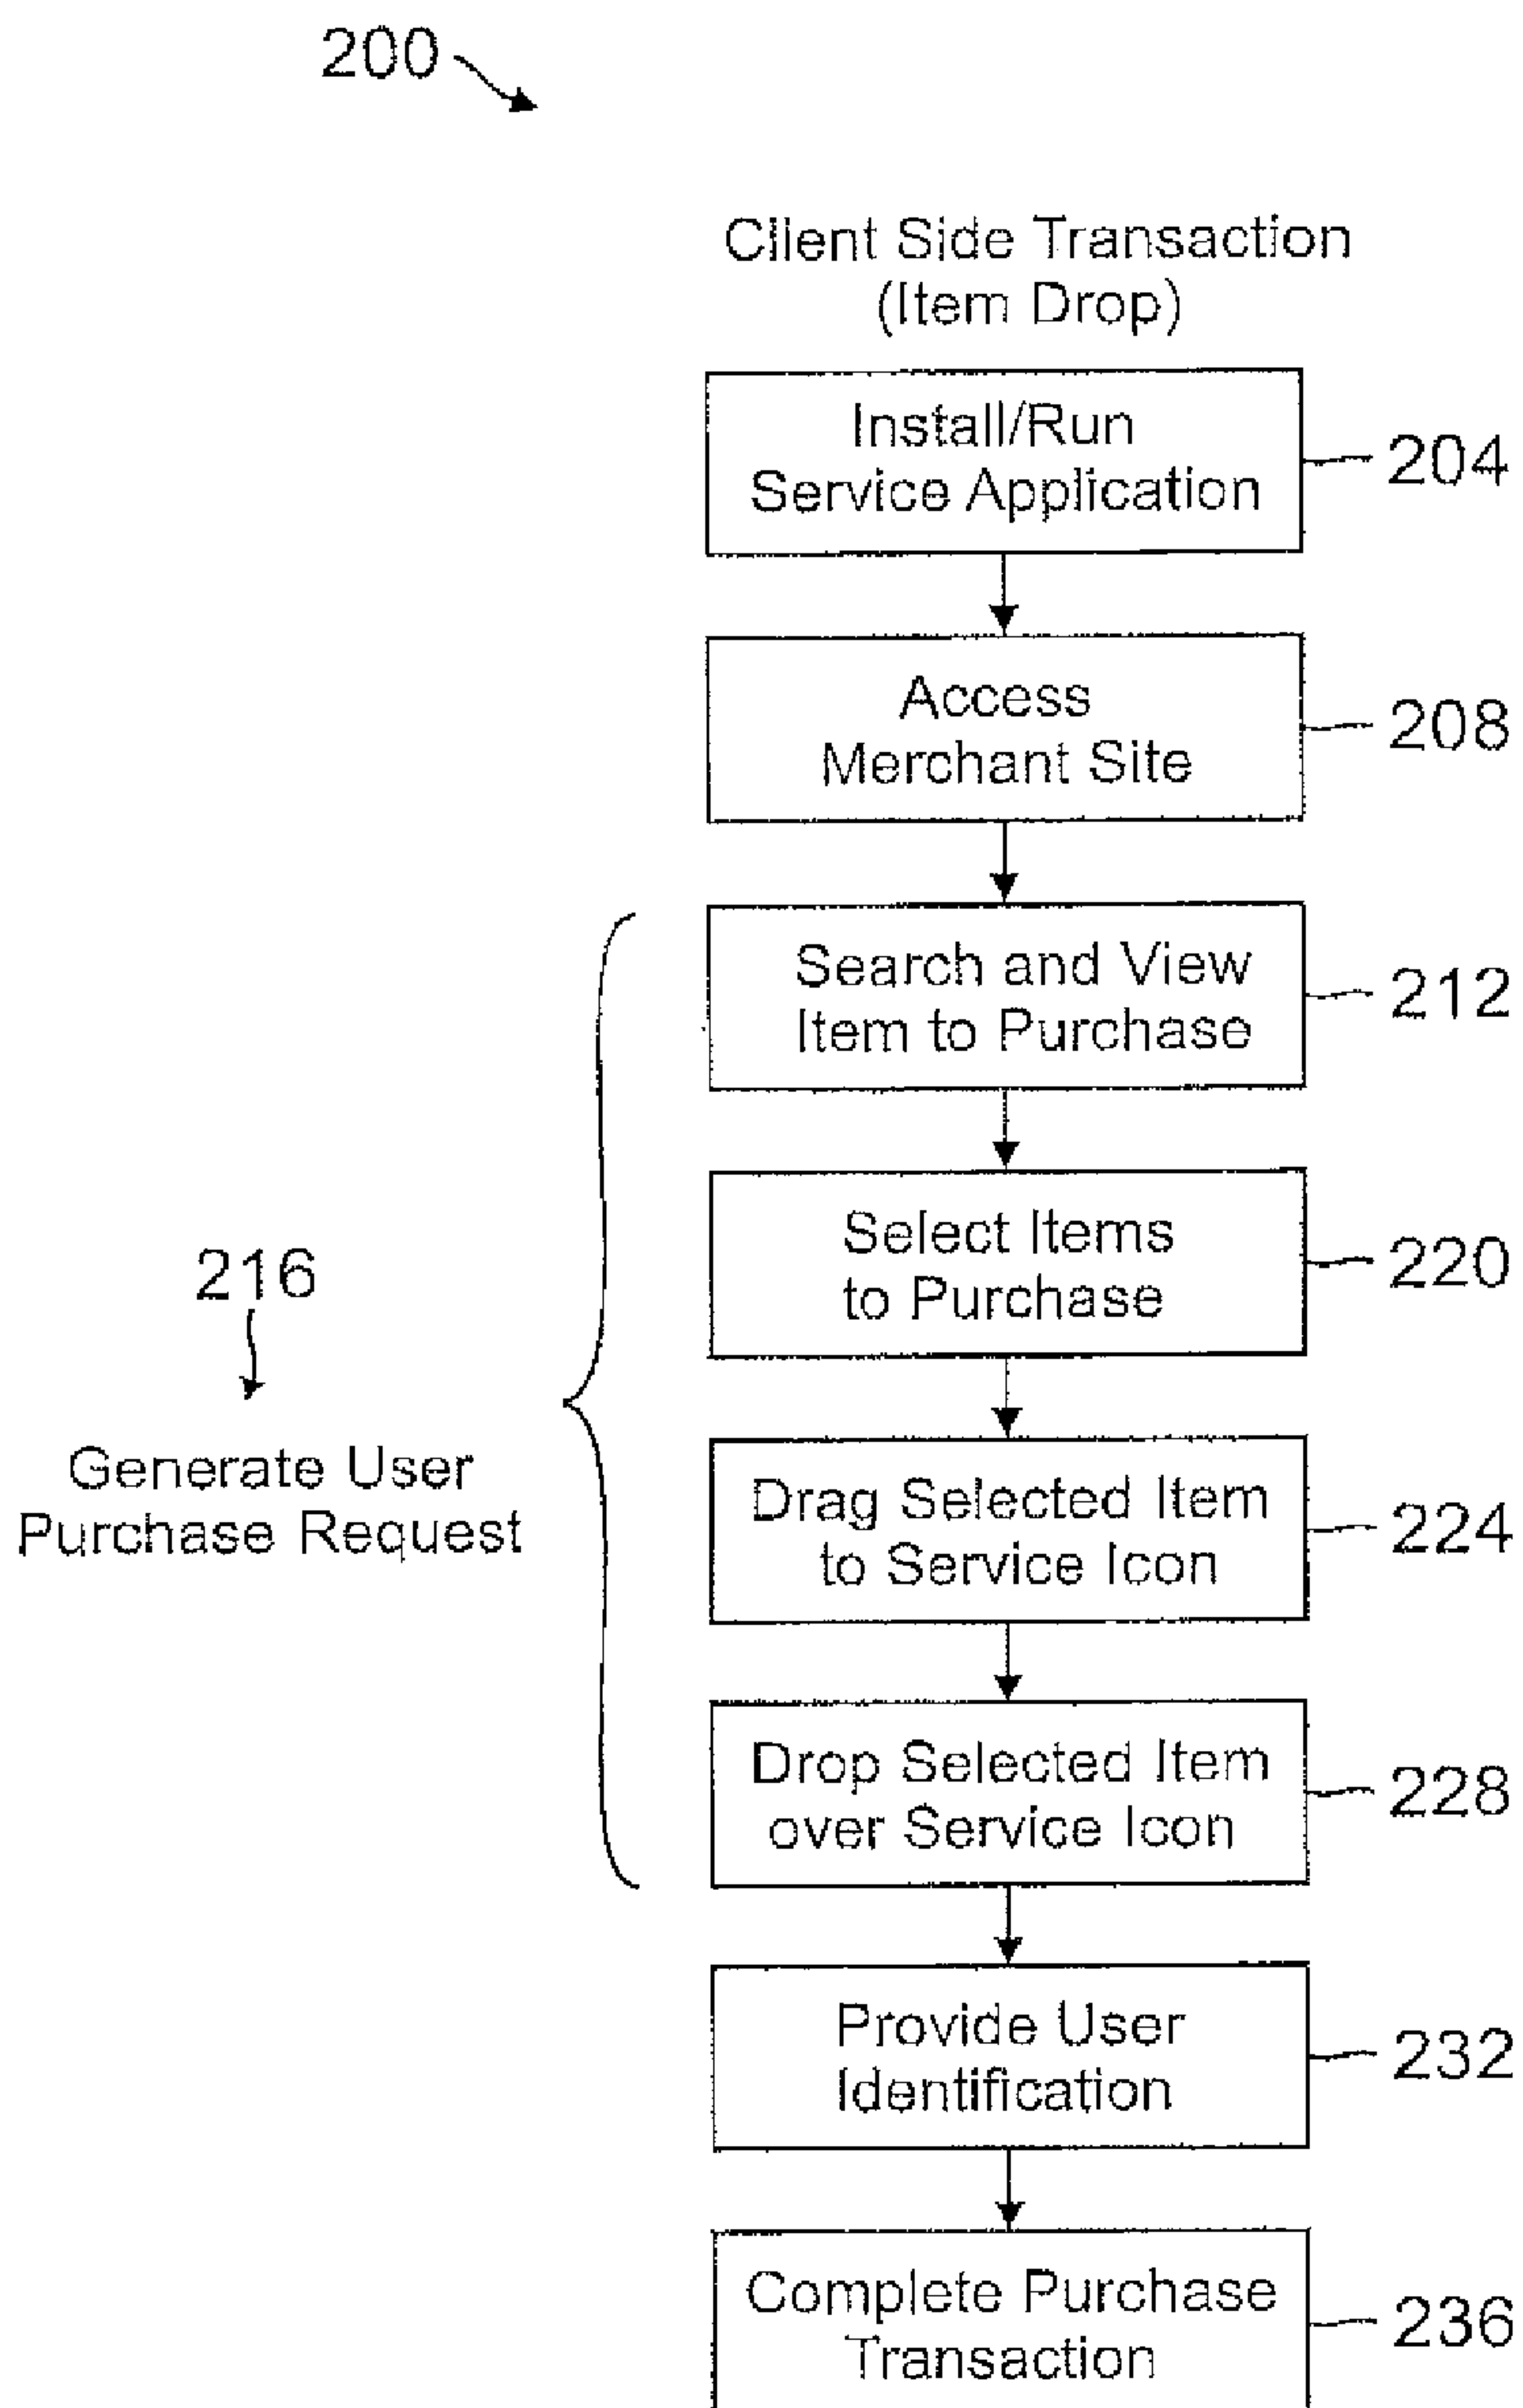 200
Client Side Transaction
(Item Drop)
Install/Run
Service Application
204
Access
Merchant Site
208
Search and View
Item to Purchase
212
Select Items
to Purchase
220
216
Generate User
Purchase Request
Drag Selected Item
to Service Icon
224
Drop Selected Item
over Service Icon
228
Provide User
Identification
232
Complete Purchase
Transaction
236